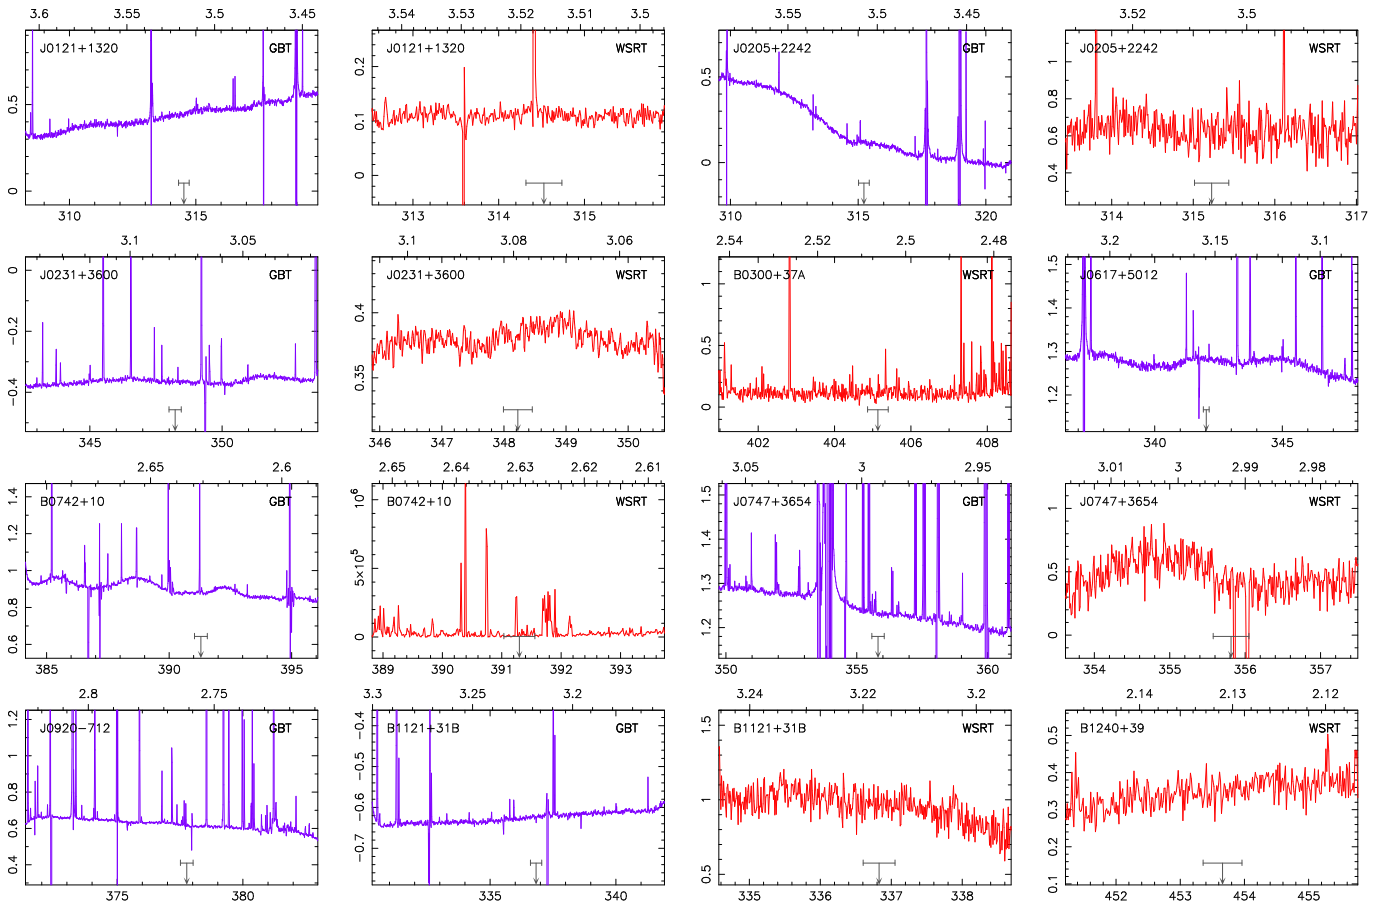 3.6 3.55 3.5 3.45
J0121+1320 GBT
0 0.5
310 315
3.54 3.53 3.52 3.51 3.5
J0121+1320 WSRT
0 0.1 0.2
313 314 315
3.55 3.5 3.45
J0205+2242 GBT
0 0.5
310 315 320
3.52 3.5
J0205+2242 WSRT
0.4 0.6 0.8 1
314 315 316 317
3.1 3.05
J0231+3600 GBT
−0.4 −0.2 0
345 350
3.1 3.08 3.06
J0231+3600 WSRT
0.35 0.4
346 347 348 349 350
2.54 2.52 2.5 2.48
B0300+37A WSRT
0 0.5 1
402 404 406 408
3.2 3.15 3.1
J0617+5012 GBT
1.2 1.3 1.4 1.5
340 345
2.65 2.6
B0742+10 GBT
0.6 0.8 1 1.2 1.4
385 390 395
2.65 2.64 2.63 2.62 2.61
B0742+10 WSRT
0 5×10⁵ 10⁶
389 390 391 392 393
3.05 3 2.95
J0747+3654 GBT
1.2 1.3 1.4 1.5
350 355 360
3.01 3 2.99 2.98
J0747+3654 WSRT
0 0.5 1
354 355 356 357
2.8 2.75
J0920−712 GBT
0.4 0.6 0.8 1 1.2
375 380
3.3 3.25 3.2
B1121+31B GBT
−0.7 −0.6 −0.5 −0.4
335 340
3.24 3.22 3.2
B1121+31B WSRT
0.5 1 1.5
335 336 337 338
2.14 2.13 2.12
B1240+39 WSRT
0.1 0.2 0.3 0.4 0.5
452 453 454 455